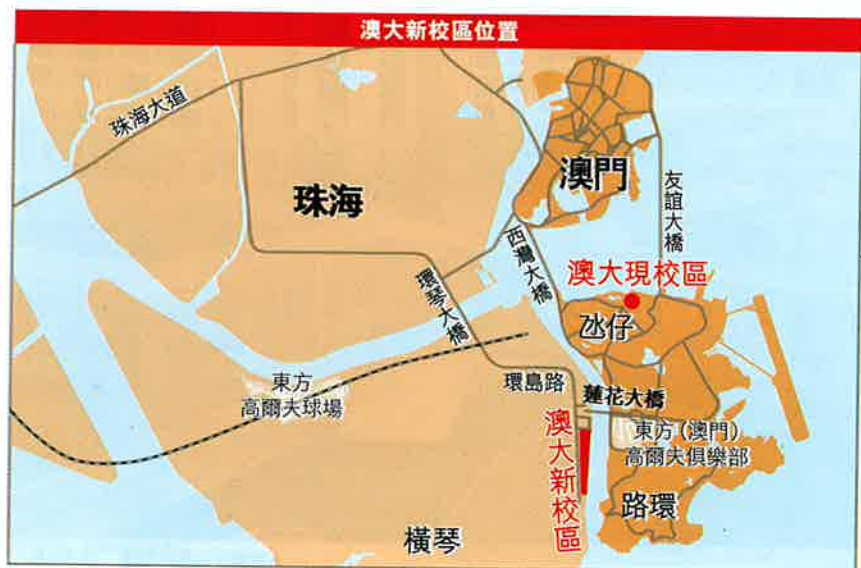 澳大新校區位置
珠海大道
珠海
澳門
友誼大橋
西灣大橋
澳大現校區
環琴大橋
氹仔
環島路
蓮花大橋
東方
高爾夫球場
澳大新校區
東方(澳門)
高爾夫俱樂部
路環
橫琴